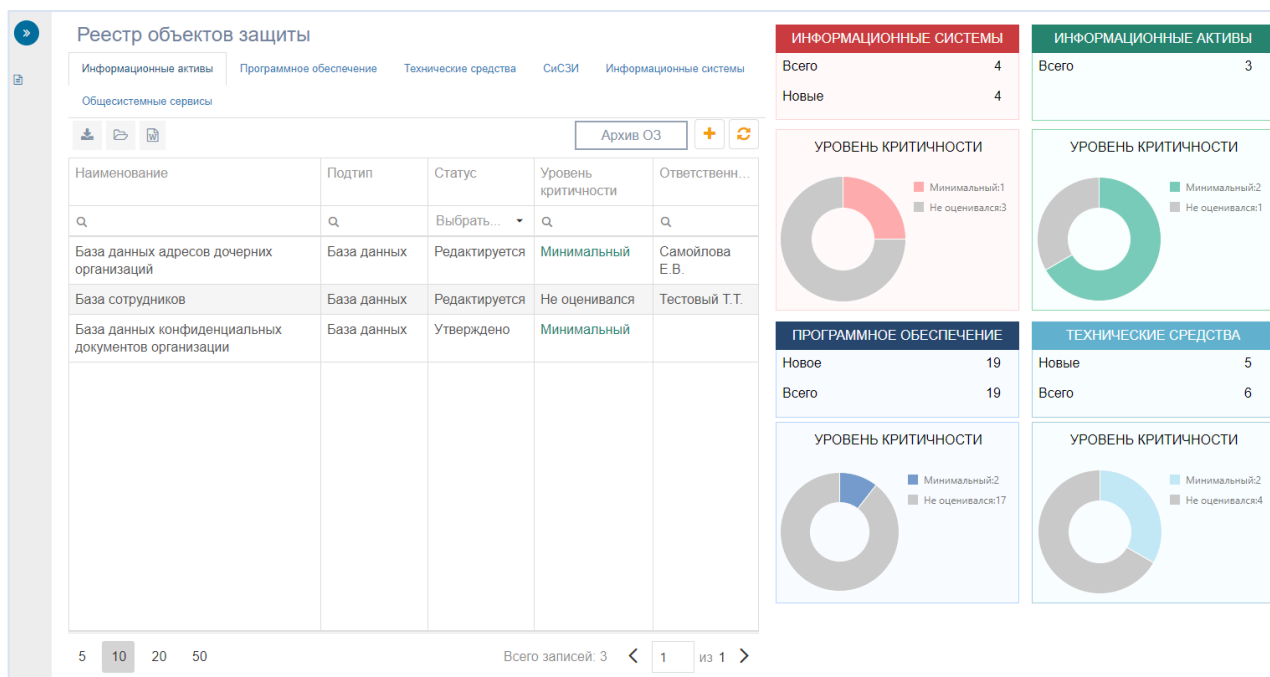 Реестр объектов защиты
Информационные активы Программное обеспечение Технические средства СиСЗИ Информационные системы
Общесистемные сервисы
Архив ОЗ
Наименование Подтип Статус Уровень критичности Ответственн...
Выбрать...
База данных адресов дочерних организаций База данных Редактируется Минимальный Самойлова Е.В.
База сотрудников База данных Редактируется Не оценивался Тестовый Т.Т.
База данных конфиденциальных документов организации База данных Утверждено Минимальный
5 10 20 50 Всего записей: 3 1 из 1
ИНФОРМАЦИОННЫЕ СИСТЕМЫ
Всего 4
Новые 4
УРОВЕНЬ КРИТИЧНОСТИ
Минимальный:1
Не оценивался:3
ИНФОРМАЦИОННЫЕ АКТИВЫ
Всего 3
УРОВЕНЬ КРИТИЧНОСТИ
Минимальный:2
Не оценивался:1
ПРОГРАММНОЕ ОБЕСПЕЧЕНИЕ
Новое 19
Всего 19
УРОВЕНЬ КРИТИЧНОСТИ
Минимальный:2
Не оценивался:17
ТЕХНИЧЕСКИЕ СРЕДСТВА
Новые 5
Всего 6
УРОВЕНЬ КРИТИЧНОСТИ
Минимальный:2
Не оценивался:4